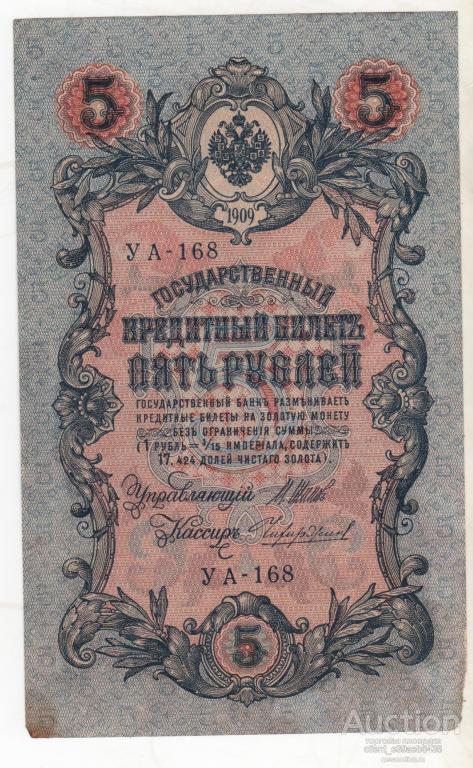 5 5
1909
УА-168
ГОСУДАРСТВЕННЫЙ
КРЕДИТНЫЙ БИЛЕТЪ
ПЯТЬ РУБЛЕЙ
ГОСУДАРСТВЕННЫЙ БАНКЪ РАЗМѢНИВАЕТЪ
КРЕДИТНЫЕ БИЛЕТЫ НА ЗОЛОТУЮ МОНЕТУ
БЕЗЪ ОГРАНИЧЕНІЯ СУММЫ
(1 РУБЛЬ = 1/15 ИМПЕРІАЛА, СОДЕРЖИТЪ
17,424 ДОЛЕЙ ЧИСТАГО ЗОЛОТА).
Управляющій
Кассиръ
УА-168
5
Auction
торговая площадка